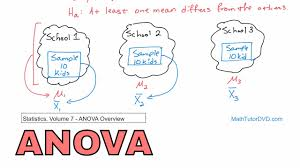 Ha: At least one mean differs from the others.
School 1
School 2
School 3
Sample
10
Kids
Sample
10
Kids
Sample
10 kids
μ1
μ2
μ3
X̄1
X̄2
X̄3
Statistics, Volume 7 - ANOVA Overview
MathTutorDVD.com
ANOVA